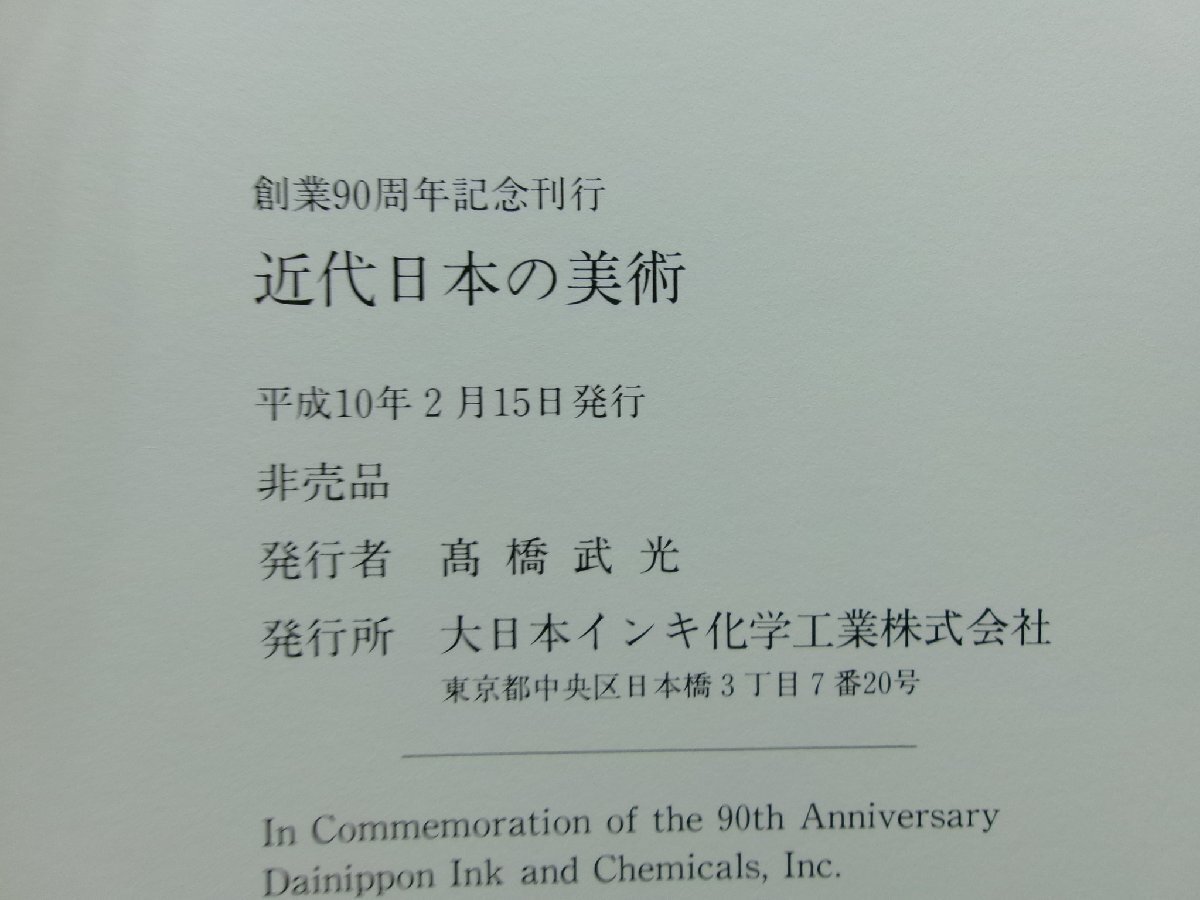 創業90周年記念刊行
近代日本の美術
平成10年2月15日発行
非売品
発行者 髙橋武光
発行所 大日本インキ化学工業株式会社
東京都中央区日本橋3丁目7番20号
In Commemoration of the 90th Anniversary
Dainippon Ink and Chemicals, Inc.